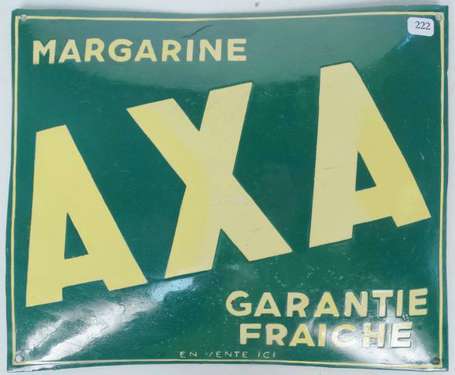 222
MARGARINE
AXA
GARANTIE
FRAICHE
EN VENTE ICI